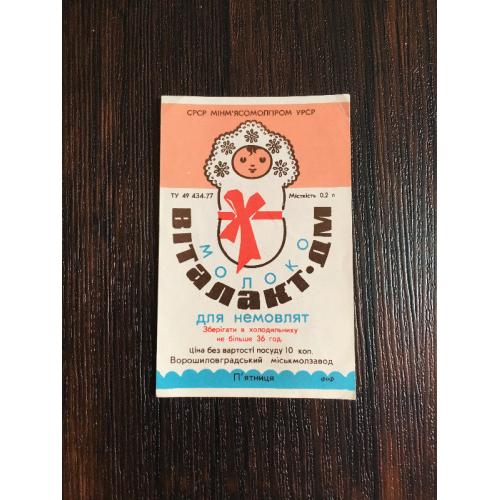 СРСР МІНМ'ЯСОМОЛПРОМ УРСР
ТУ 49 434-77 Місткість 0,2 л
МОЛОКО
ВІТАЛАКТ·ДМ
для немовлят
Зберігати в холодильнику
не більше 36 год.
Ціна без вартості посуду 10 коп.
Ворошиловградський міськмолзавод
П'ятниця